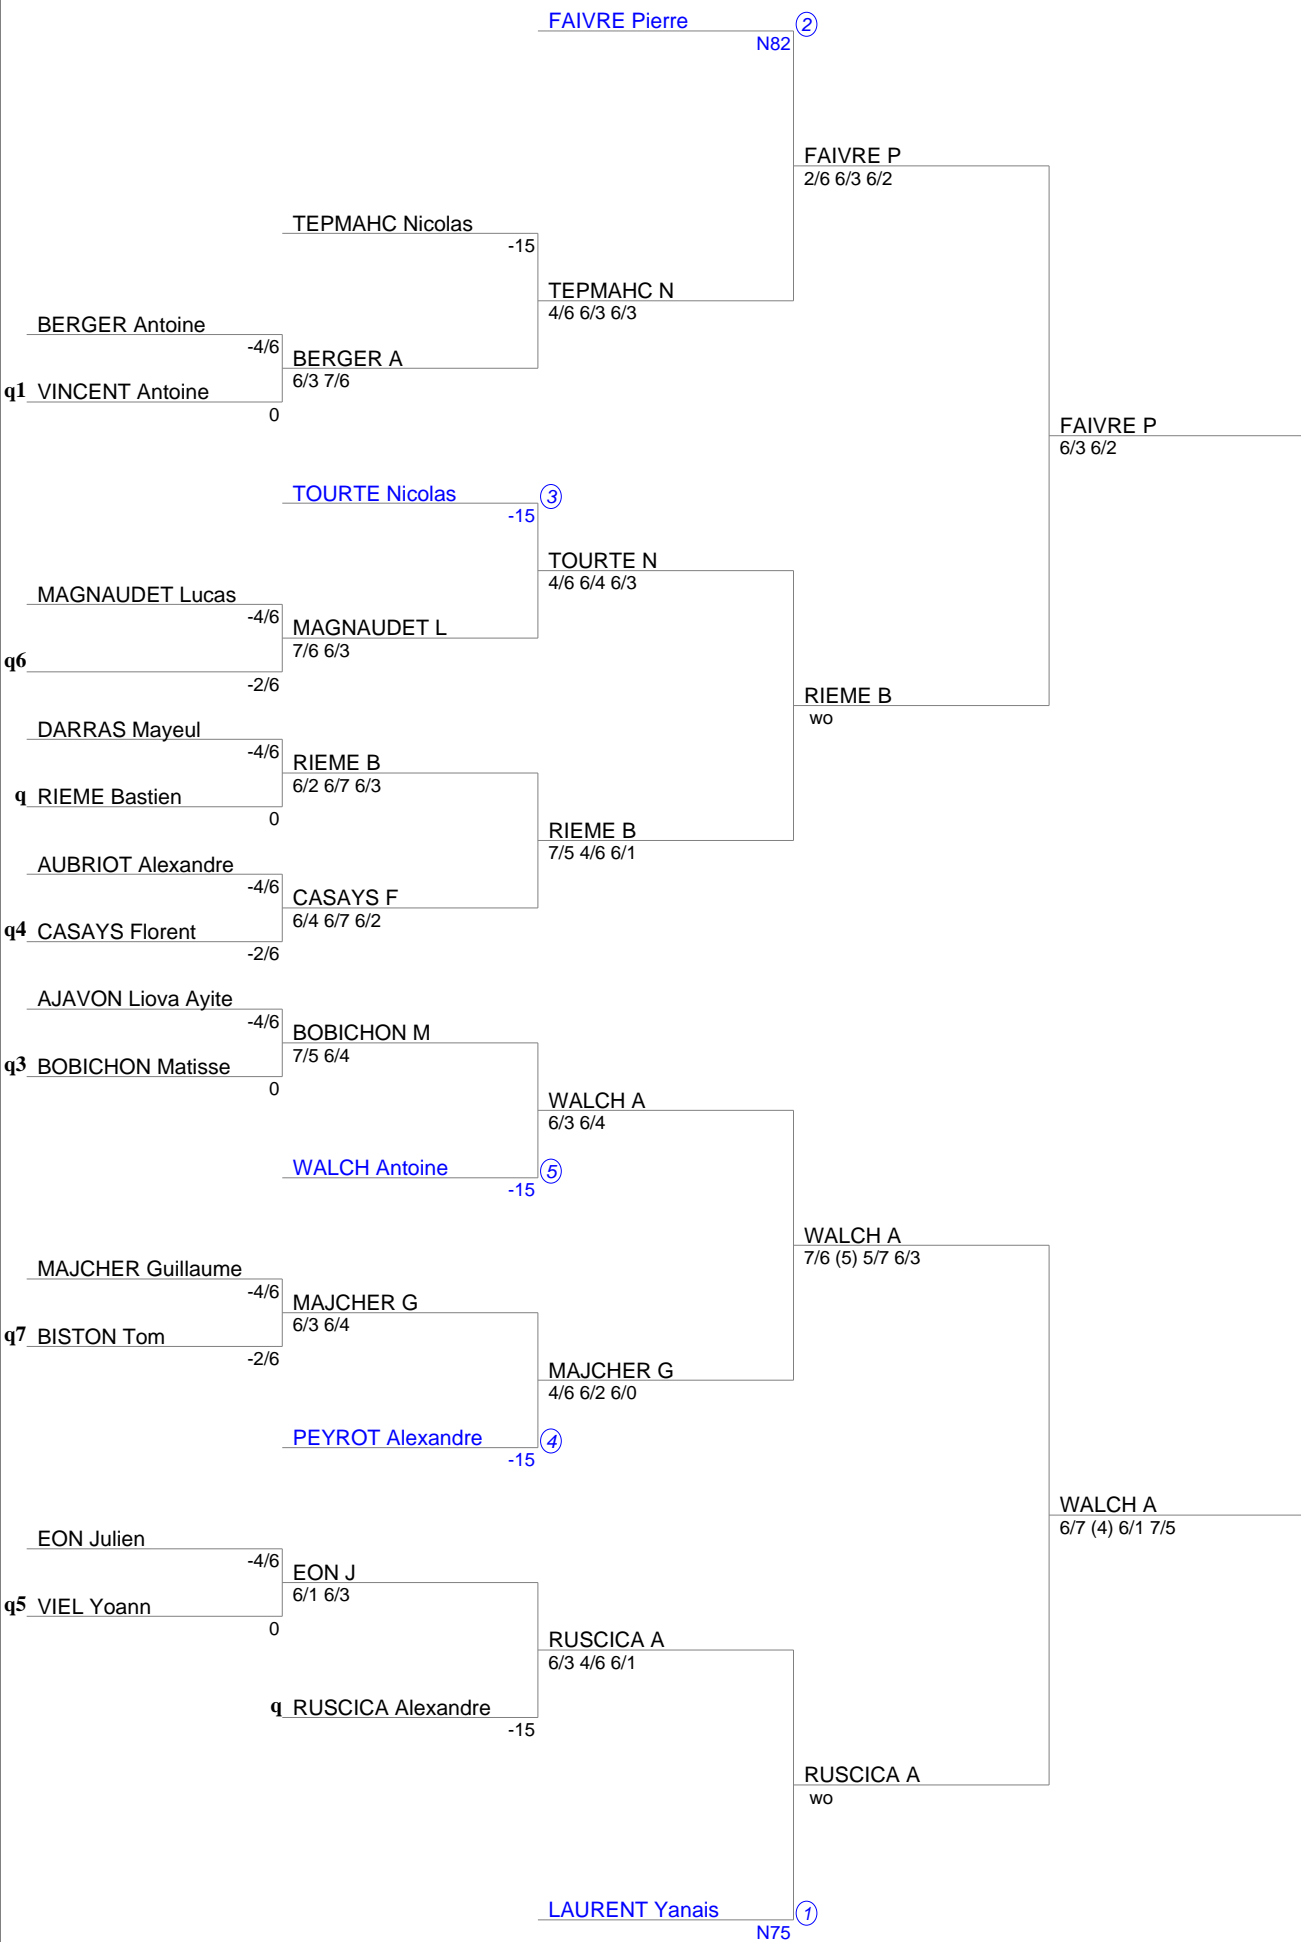 FAIVRE Pierre 2
N82
FAIVRE P
2/6 6/3 6/2
TEPMAHC Nicolas
-15
TEPMAHC N
4/6 6/3 6/3
BERGER Antoine
-4/6
BERGER A
6/3 7/6
q1 VINCENT Antoine
0
FAIVRE P
6/3 6/2
TOURTE Nicolas 3
-15
TOURTE N
4/6 6/4 6/3
MAGNAUDET Lucas
-4/6
MAGNAUDET L
7/6 6/3
q6
-2/6
RIEME B
wo
DARRAS Mayeul
-4/6
RIEME B
6/2 6/7 6/3
q RIEME Bastien
0
RIEME B
7/5 4/6 6/1
AUBRIOT Alexandre
-4/6
CASAYS F
6/4 6/7 6/2
q4 CASAYS Florent
-2/6
AJAVON Liova Ayite
-4/6
BOBICHON M
7/5 6/4
q3 BOBICHON Matisse
0
WALCH A
6/3 6/4
WALCH Antoine 5
-15
WALCH A
7/6 (5) 5/7 6/3
MAJCHER Guillaume
-4/6
MAJCHER G
6/3 6/4
q7 BISTON Tom
-2/6
MAJCHER G
4/6 6/2 6/0
PEYROT Alexandre 4
-15
WALCH A
6/7 (4) 6/1 7/5
EON Julien
-4/6
EON J
6/1 6/3
q5 VIEL Yoann
0
RUSCICA A
6/3 4/6 6/1
q RUSCICA Alexandre
-15
RUSCICA A
wo
LAURENT Yanais 1
N75